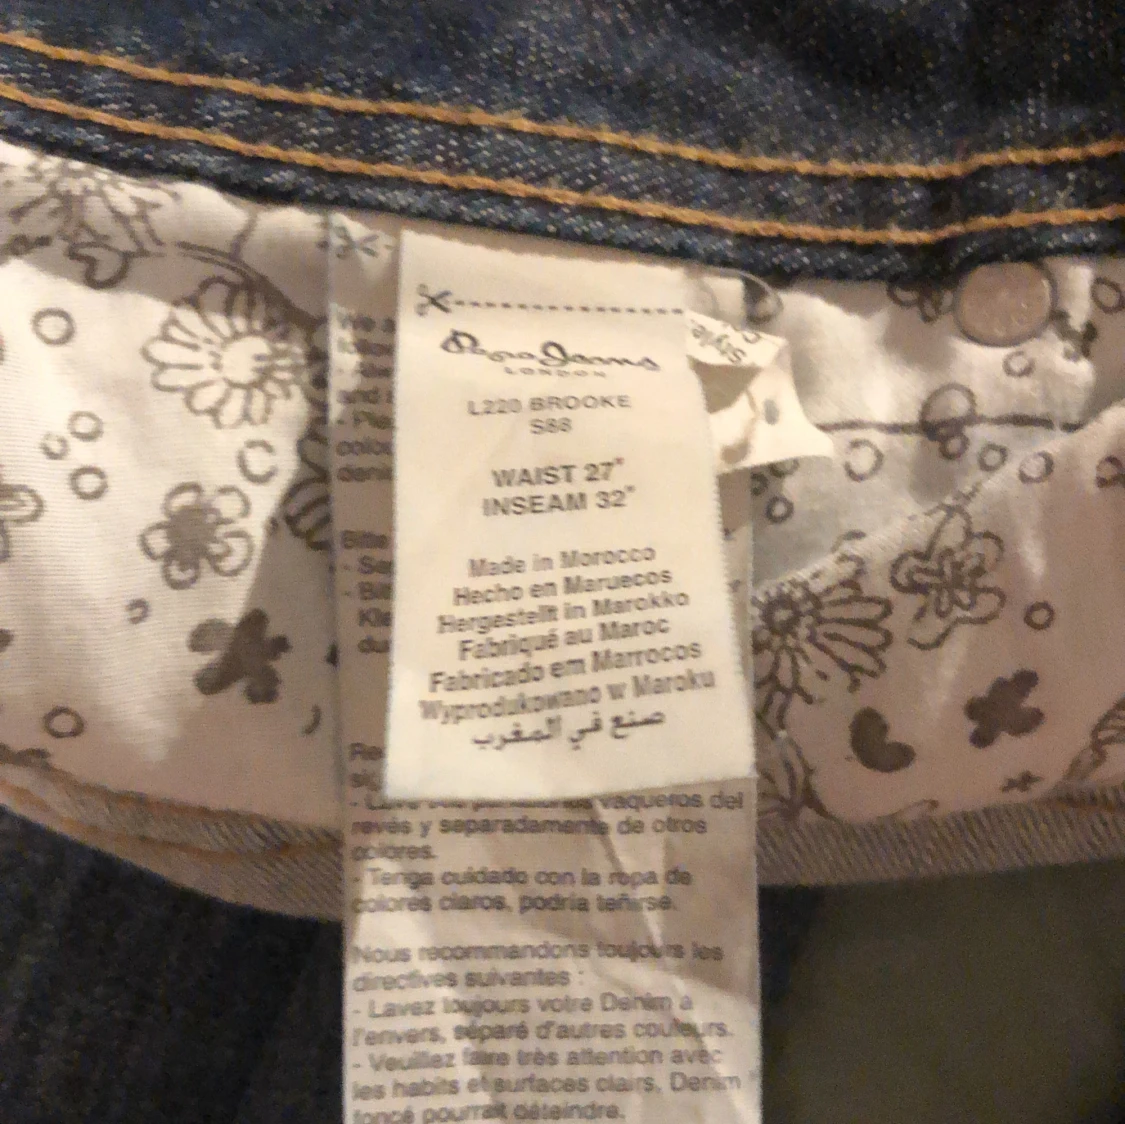 Pepe Jeans
LONDON
L220 BROOKE
S88
WAIST 27"
INSEAM 32"
Made in Morocco
Hecho en Maruecos
Hergestellt in Marokko
Fabriqué au Maroc
Fabricado em Marrocos
Wyprodukowano w Maroku
صنع في المغرب
Style:
vaqueros del
revés y separadamente de otros
colores.
- Tenga cuidado con la ropa de
colores claros, podría teñirse.
Nous recommandons toujours les
directives suivantes :
- Lavez toujours votre Denim a
l'envers, séparé d'autres couleurs.
- Veuillez faire très attention avec
les habits et surfaces clairs, Denim
foncé pourrait déteindre.